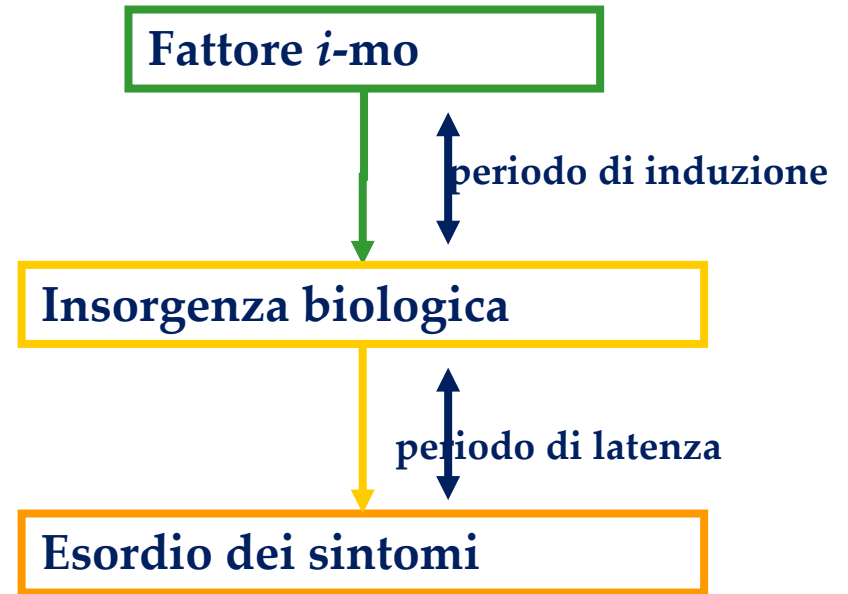 Fattore i-mo
periodo di induzione
Insorgenza biologica
periodo di latenza
Esordio dei sintomi